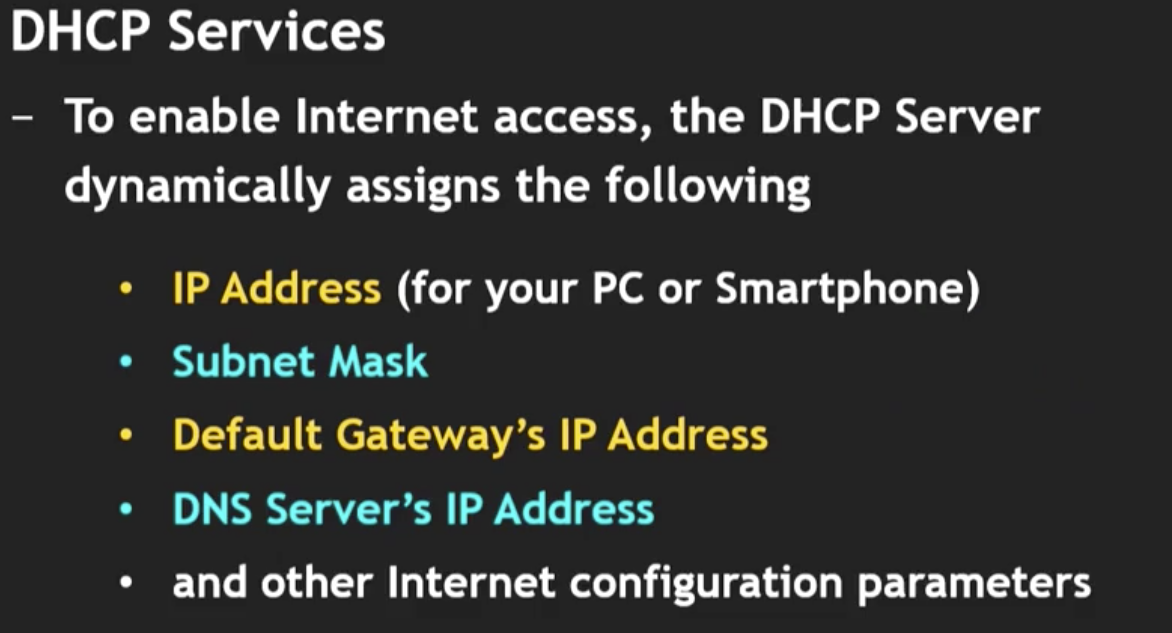 DHCP Services
– To enable Internet access, the DHCP Server
dynamically assigns the following
• IP Address (for your PC or Smartphone)
• Subnet Mask
• Default Gateway’s IP Address
• DNS Server’s IP Address
• and other Internet configuration parameters